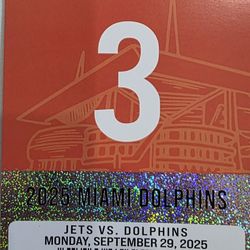 3
2025 MIAMI DOLPHINS
JETS VS. DOLPHINS
MONDAY, SEPTEMBER 29, 2025